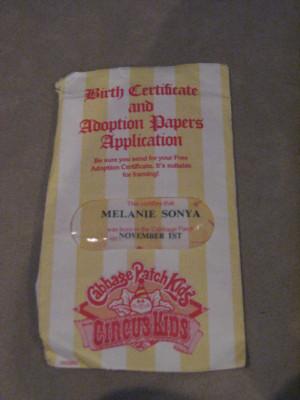 Birth Certificate
and
Adoption Papers
Application
Be sure you send for your Free
Adoption Certificate. It's suitable
for framing!
This certifies that
MELANIE SONYA
was born in the Cabbage Patch
on NOVEMBER 1ST
Cabbage Patch Kids
CIRCUS KIDS